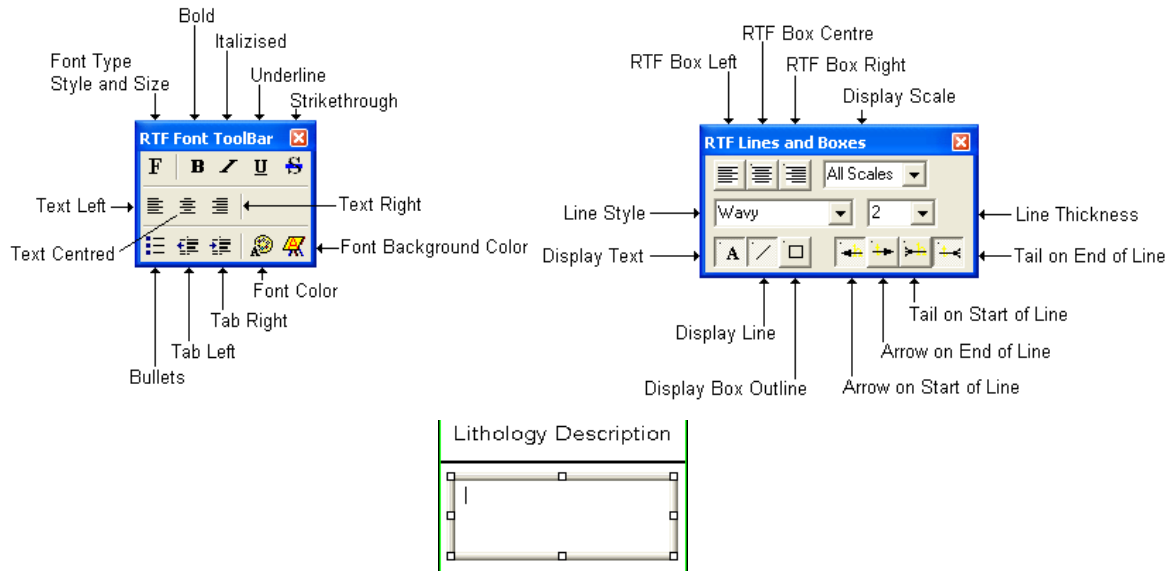 Bold
Italizised
Font Type
Style and Size
Underline
Strikethrough
RTF Font ToolBar
F B I U S
Text Left
Text Right
Text Centred
Font Background Color
A
Font Color
Tab Right
Tab Left
Bullets
RTF Box Centre
RTF Box Left
RTF Box Right
Display Scale
RTF Lines and Boxes
All Scales
Line Style
Wavy
2
Line Thickness
Display Text
A
Tail on End of Line
Tail on Start of Line
Display Line
Arrow on End of Line
Display Box Outline
Arrow on Start of Line
Lithology Description